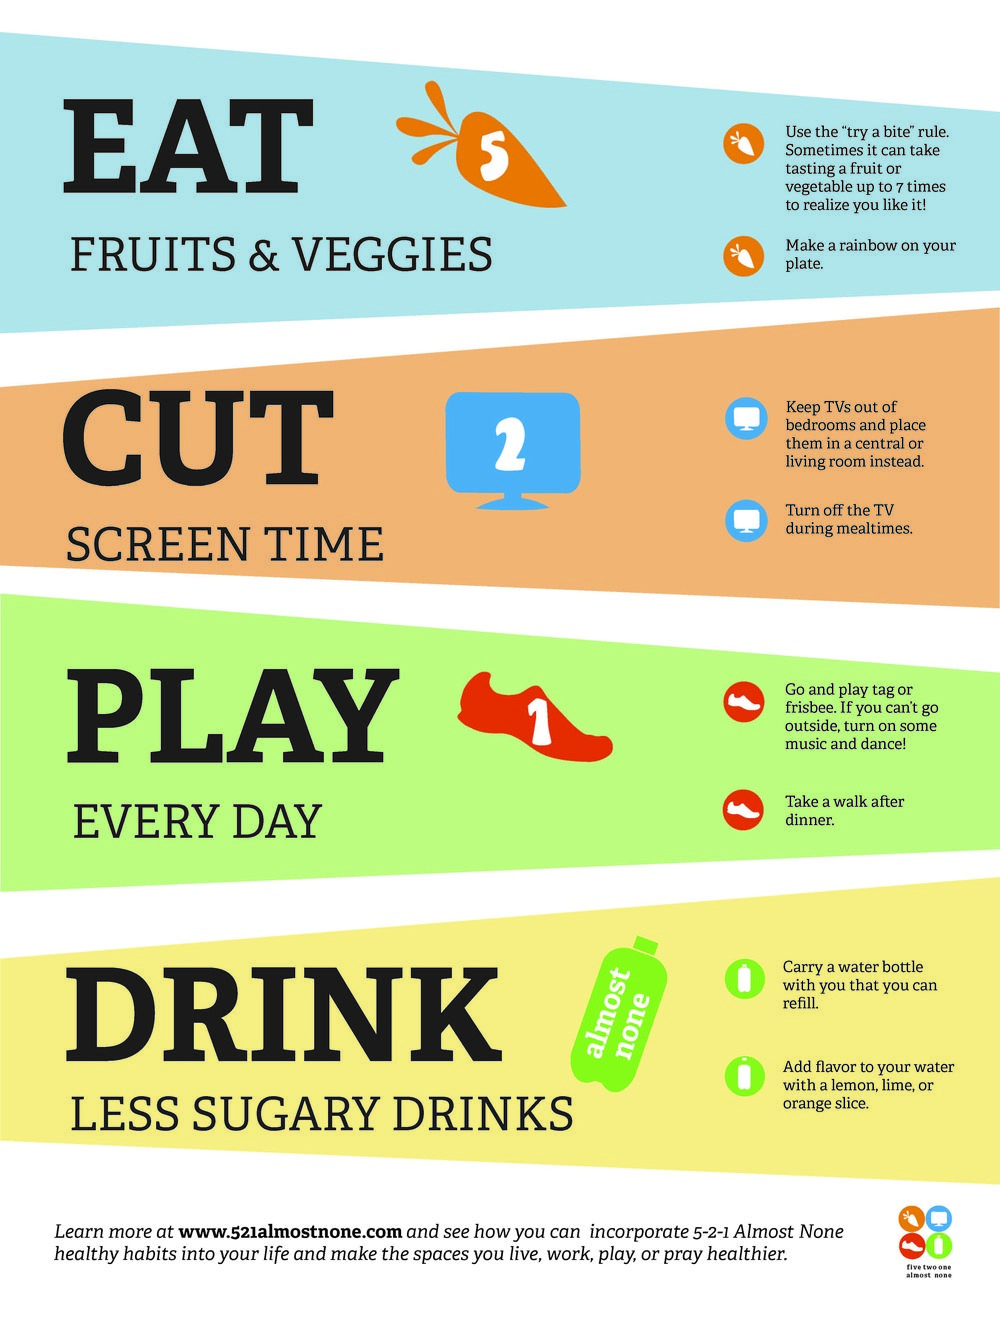 EAT
5
FRUITS & VEGGIES
Use the “try a bite” rule.
Sometimes it can take
tasting a fruit or
vegetable up to 7 times
to realize you like it!
Make a rainbow on your
plate.
CUT
2
SCREEN TIME
Keep TVs out of
bedrooms and place
them in a central or
living room instead.
Turn off the TV
during mealtimes.
PLAY
1
EVERY DAY
Go and play tag or
frisbee. If you can’t go
outside, turn on some
music and dance!
Take a walk after
dinner.
DRINK
almost
none
LESS SUGARY DRINKS
Carry a water bottle
with you that you can
refill.
Add flavor to your water
with a lemon, lime, or
orange slice.
Learn more at www.521almostnone.com and see how you can incorporate 5-2-1 Almost None
healthy habits into your life and make the spaces you live, work, play, or pray healthier.
five two one
almost none